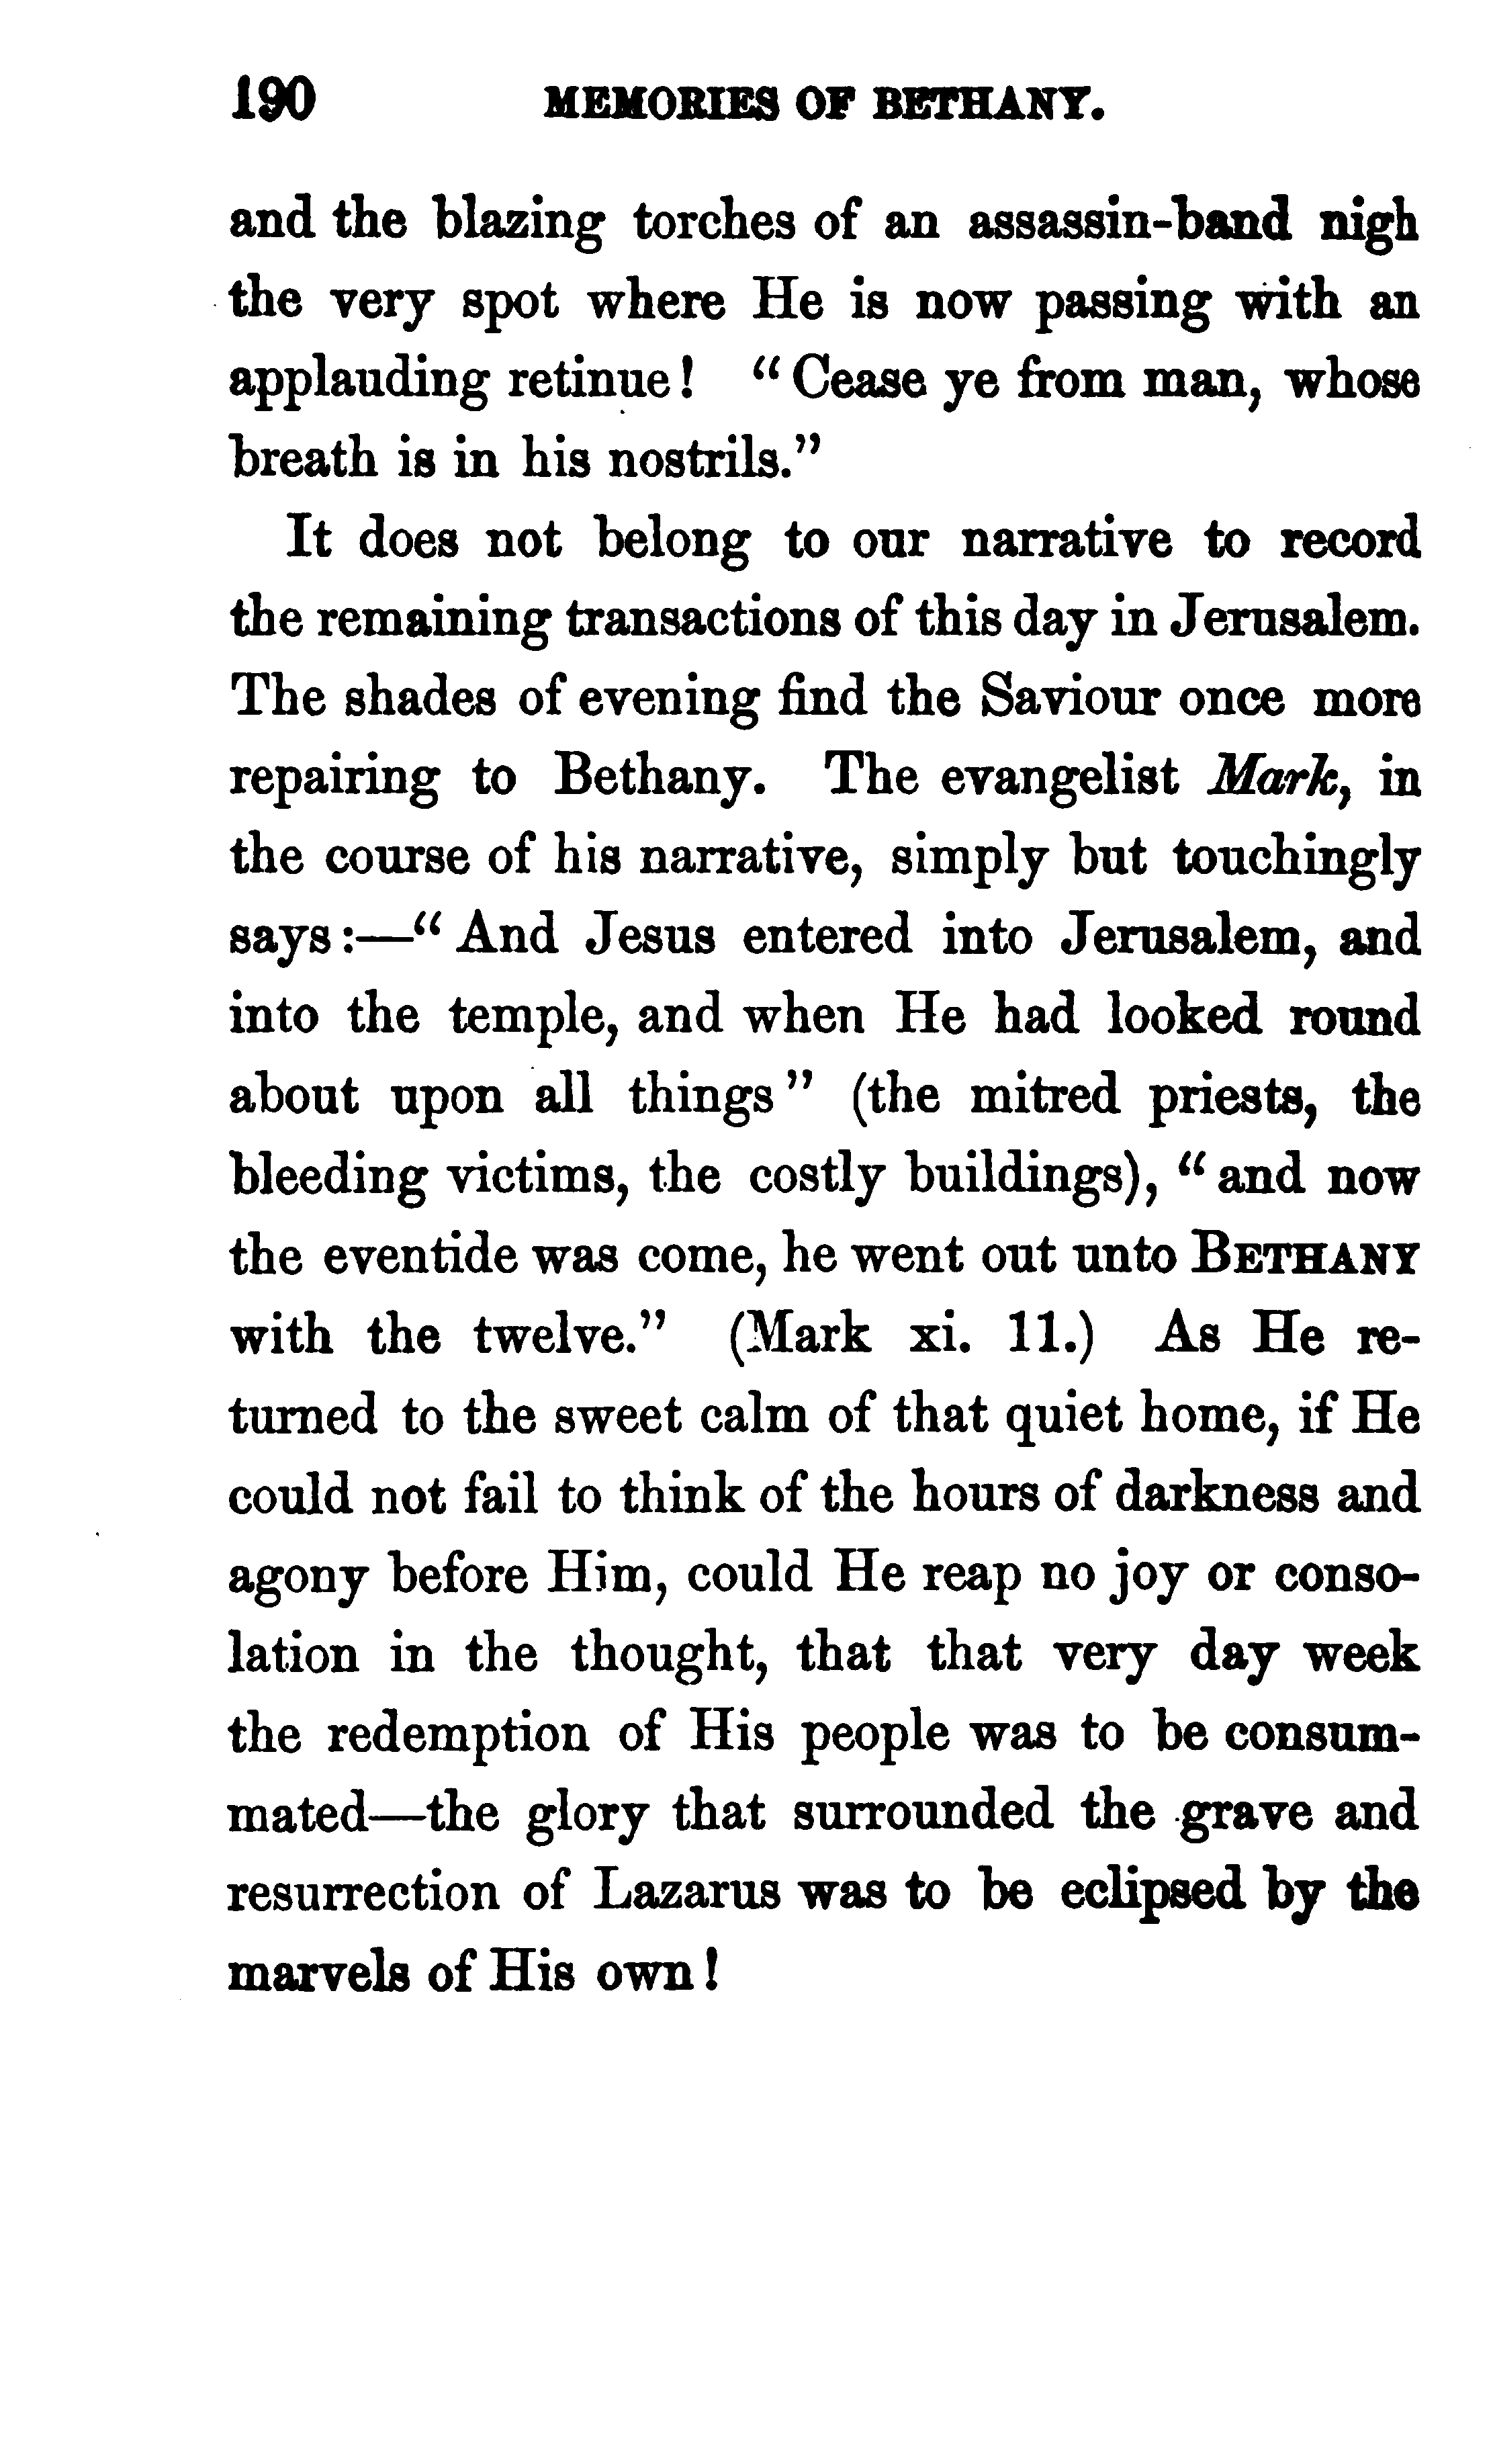 190 MEMORIES OF BETHANY.
and the blazing torches of an assassin-band nigh
the very spot where He is now passing with an
applauding retinue! "Cease ye from man, whose
breath is in his nostrils."
It does not belong to our narrative to record
the remaining transactions of this day in Jerusalem.
The shades of evening find the Saviour once more
repairing to Bethany. The evangelist Mark, in
the course of his narrative, simply but touchingly
says:—"And Jesus entered into Jerusalem, and
into the temple, and when He had looked round
about upon all things" (the mitred priests, the
bleeding victims, the costly buildings), "and now
the eventide was come, he went out unto BETHANY
with the twelve." (Mark xi. 11.) As He re-
turned to the sweet calm of that quiet home, if He
could not fail to think of the hours of darkness and
agony before Him, could He reap no joy or conso-
lation in the thought, that that very day week
the redemption of His people was to be consum-
mated—the glory that surrounded the grave and
resurrection of Lazarus was to be eclipsed by the
marvels of His own!